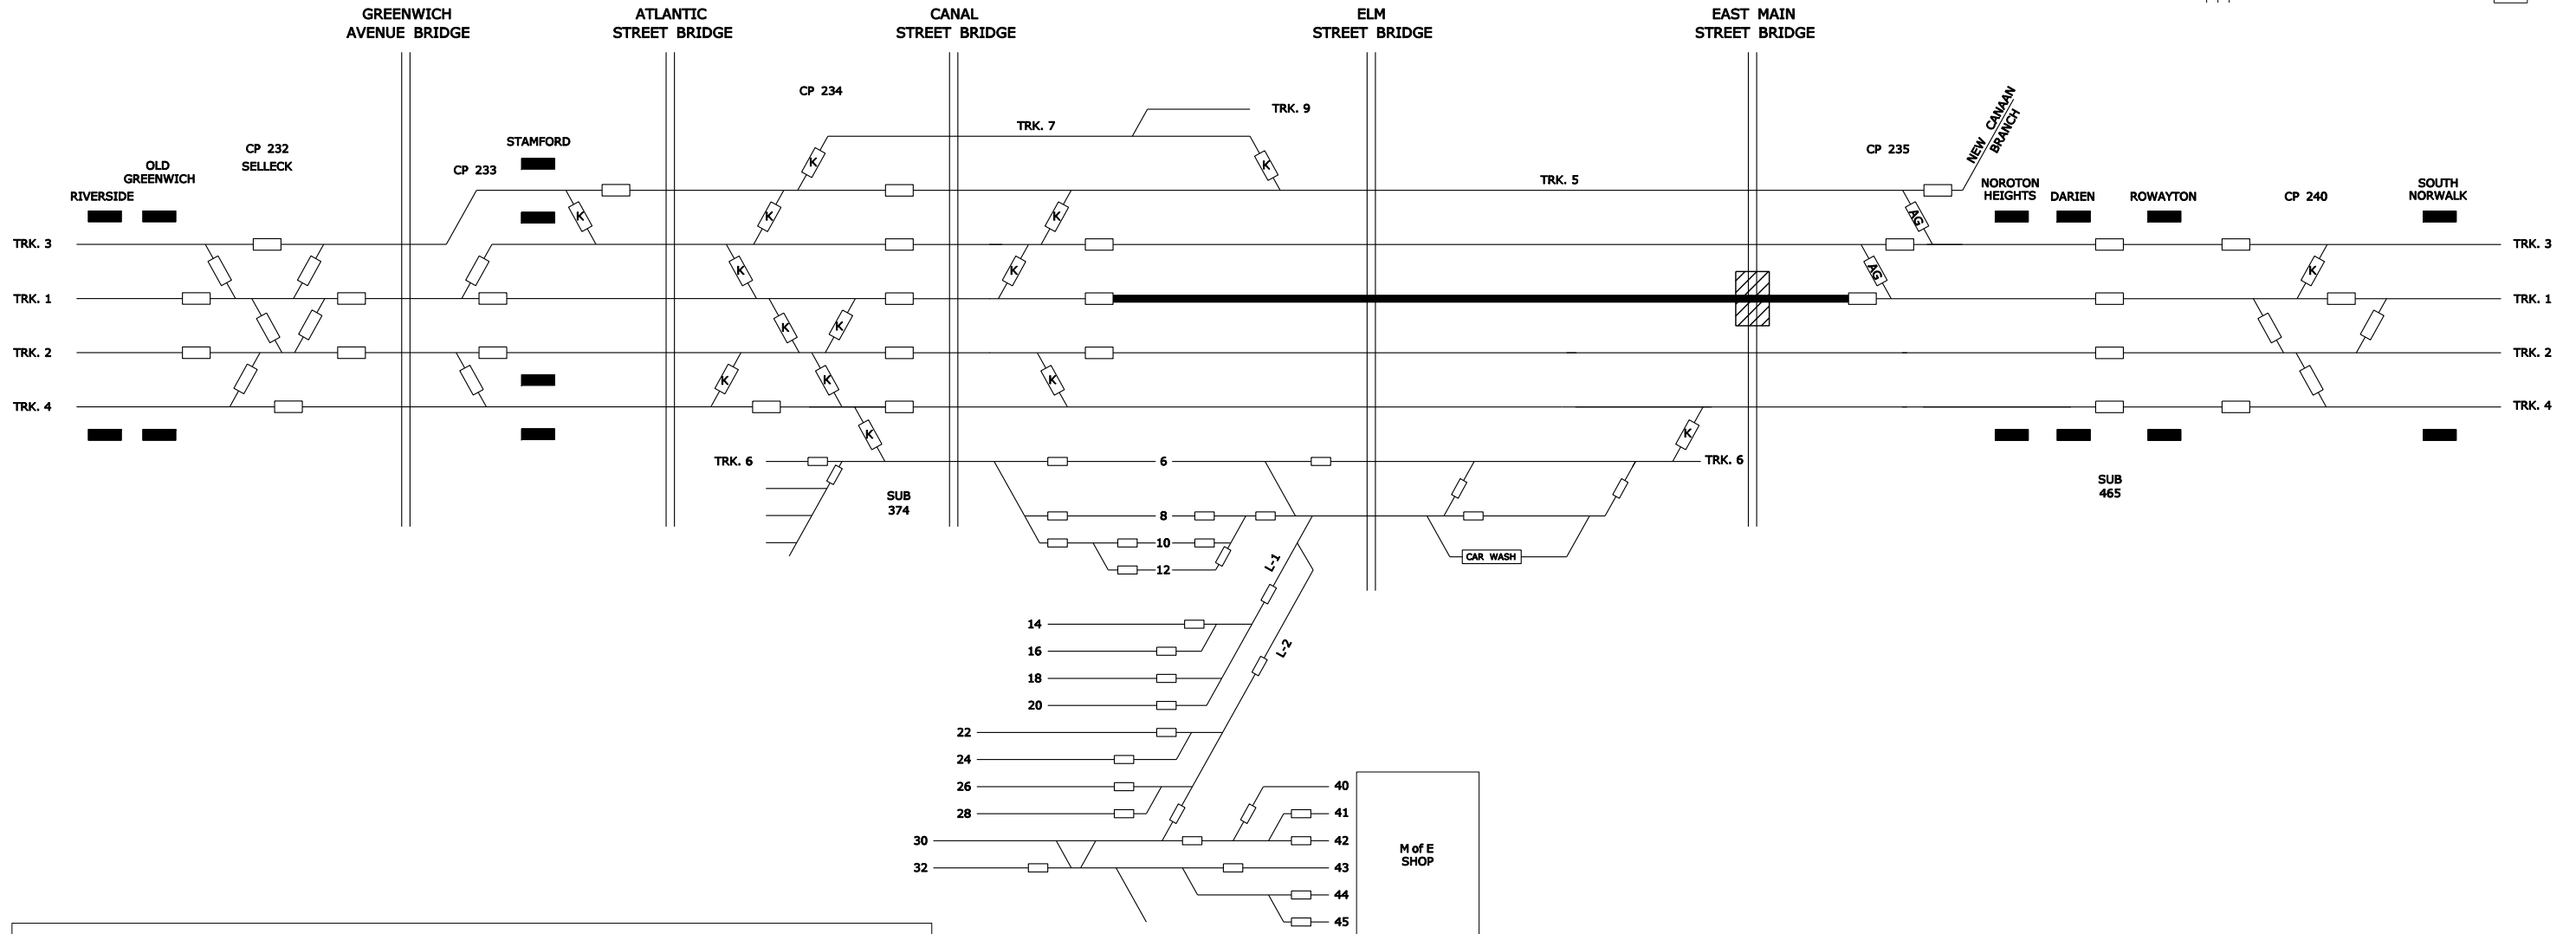 GREENWICH
AVENUE BRIDGE
ATLANTIC
STREET BRIDGE
CANAL
STREET BRIDGE
ELM
STREET BRIDGE
EAST MAIN
STREET BRIDGE
CP 234
TRK. 9
TRK. 7
NEW CANAAN
BRANCH
CP 232
SELLECK
STAMFORD
CP 235
OLD
GREENWICH
RIVERSIDE
CP 233
K
K
TRK. 5
NOROTON
HEIGHTS
DARIEN
ROWAYTON
CP 240
SOUTH
NORWALK
K
K
K
AG
TRK. 3
TRK. 3
K
K
AG
K
TRK. 1
TRK. 1
K
K
TRK. 2
TRK. 2
K
K
K
TRK. 4
TRK. 4
K
K
TRK. 6
6
TRK. 6
SUB
374
SUB
465
8
10
CAR WASH
12
L-1
14
16
L-2
18
20
22
24
26
40
28
41
30
42
M of E
SHOP
32
43
44
45